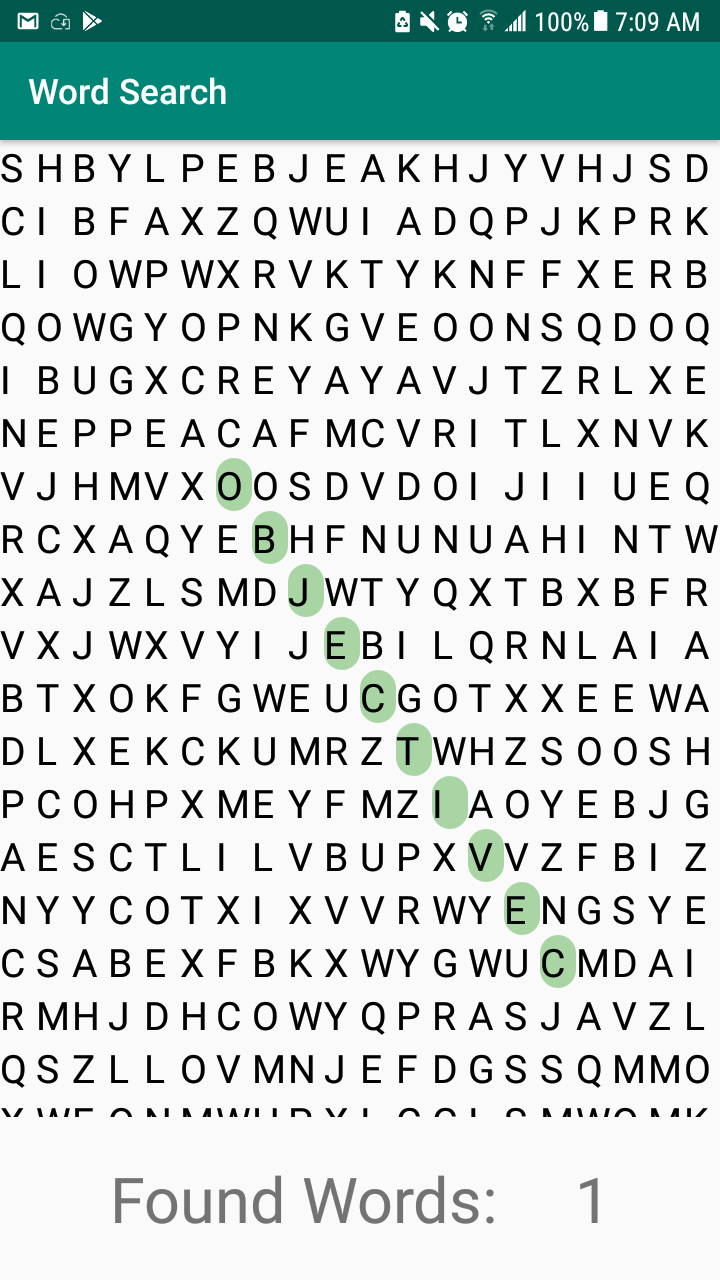 100% 7:09 AM
Word Search
S H B Y L P E B J E A K H J Y V H J S D
C I B F A X Z Q W U I A D Q P J K P R K
L I O W P W X R V K T Y K N F F X E R B
Q O W G Y O P N K G V E O O N S Q D O Q
I B U G X C R E Y A Y A V J T Z R L X E
N E P P E A C A F M C V R I T L X N V K
V J H M V X O O S D V D O I J I I U E Q
R C X A Q Y E B H F N U N U A H I N T W
X A J Z L S M D J W T Y Q X T B X B F R
V X J W X V Y I J E B I L Q R N L A I A
B T X O K F G W E U C G O T X X E E W A
D L X E K C K U M R Z T W H Z S O O S H
P C O H P X M E Y F M Z I A O Y E B J G
A E S C T L I L V B U P X V V Z F B I Z
N Y Y C O T X I X V V R W Y E N G S Y E
C S A B E X F B K X W Y G W U C M D A I
R M H J D H C O W Y Q P R A S J A V Z L
Q S Z L L O V M N J E F D G S S Q M M O
Found Words: 1